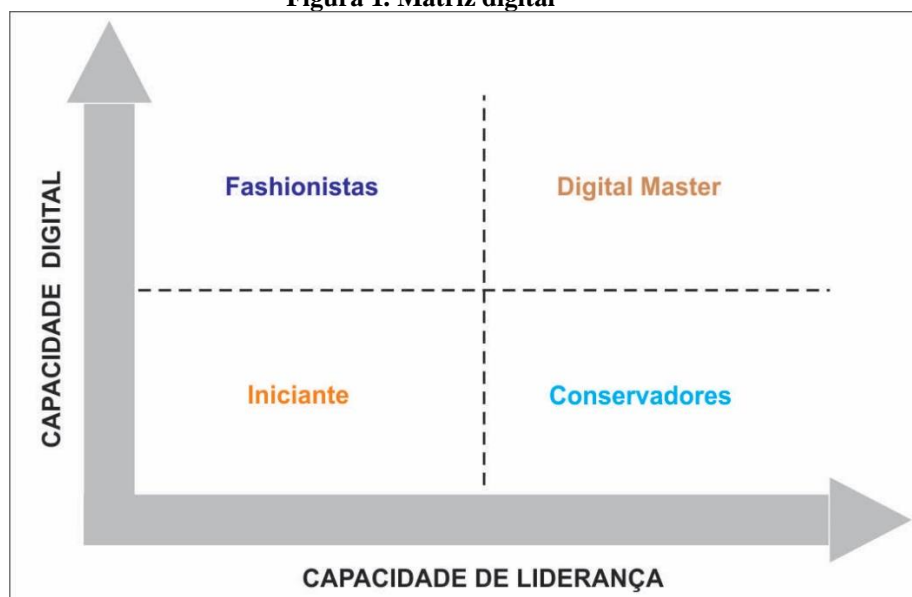 Figura 1. Matriz digital
CAPACIDADE DIGITAL
Fashionistas
Digital Master
Iniciante
Conservadores
CAPACIDADE DE LIDERANÇA